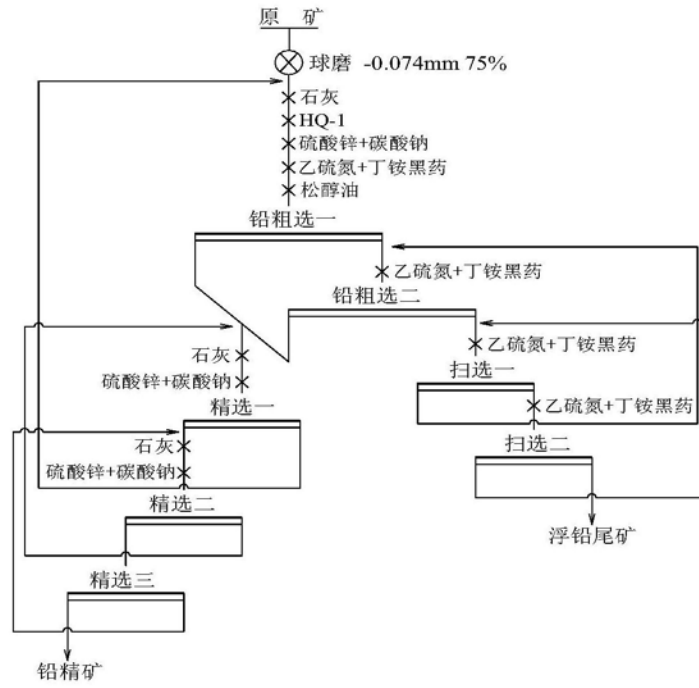 原 矿
球磨 -0.074mm 75%
石灰
HQ-1
硫酸锌+碳酸钠
乙硫氮+丁铵黑药
松醇油
铅粗选一
乙硫氮+丁铵黑药
铅粗选二
石灰
乙硫氮+丁铵黑药
硫酸锌+碳酸钠
扫选一
精选一
乙硫氮+丁铵黑药
石灰
扫选二
硫酸锌+碳酸钠
精选二
浮铅尾矿
精选三
铅精矿